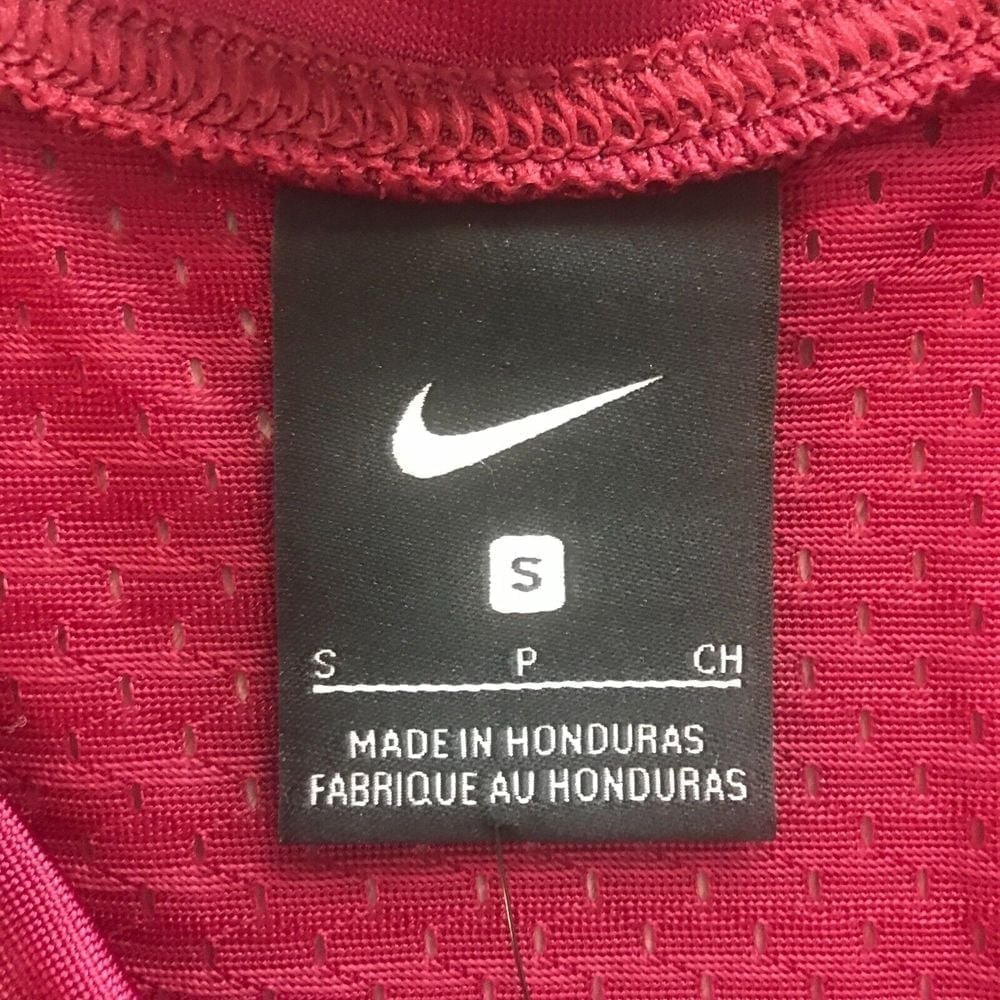 S
S P CH
MADE IN HONDURAS
FABRIQUE AU HONDURAS